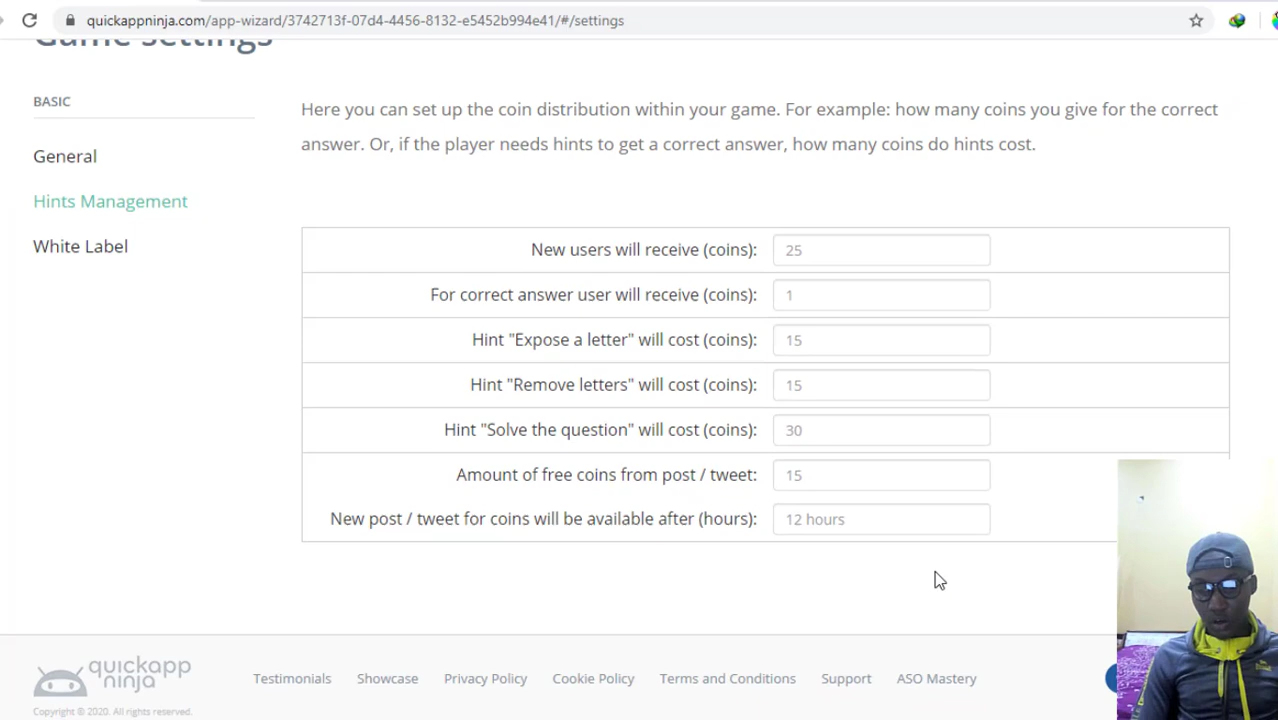 quickappninja.com/app-wizard/3742713f-07d4-4456-8132-e5452b994e41/#/settings
Game settings
BASIC
General
Hints Management
White Label
Here you can set up the coin distribution within your game. For example: how many coins you give for the correct
answer. Or, if the player needs hints to get a correct answer, how many coins do hints cost.
New users will receive (coins): 25
For correct answer user will receive (coins): 1
Hint "Expose a letter" will cost (coins): 15
Hint "Remove letters" will cost (coins): 15
Hint "Solve the question" will cost (coins): 30
Amount of free coins from post / tweet: 15
New post / tweet for coins will be available after (hours): 12 hours
quickapp
ninja
Copyright © 2020. All rights reserved.
Testimonials Showcase Privacy Policy Cookie Policy Terms and Conditions Support ASO Mastery